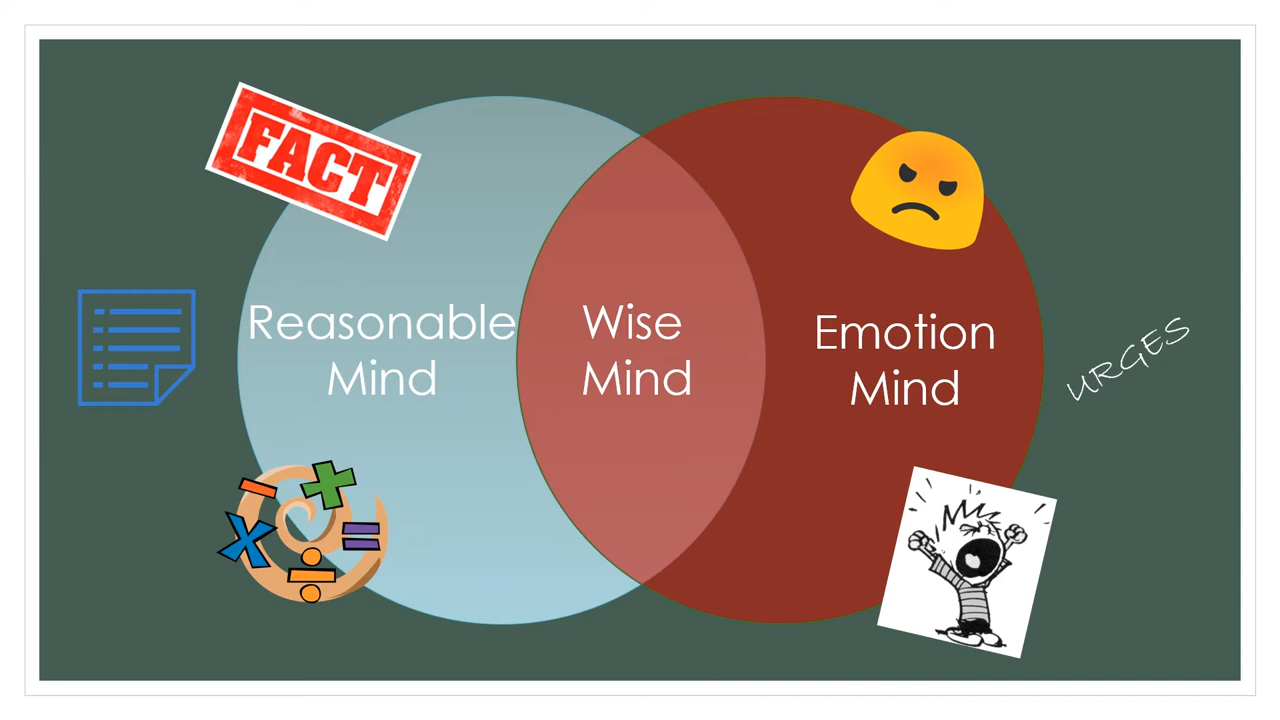 FACT
Reasonable
Mind
Wise
Mind
Emotion
Mind
URGES